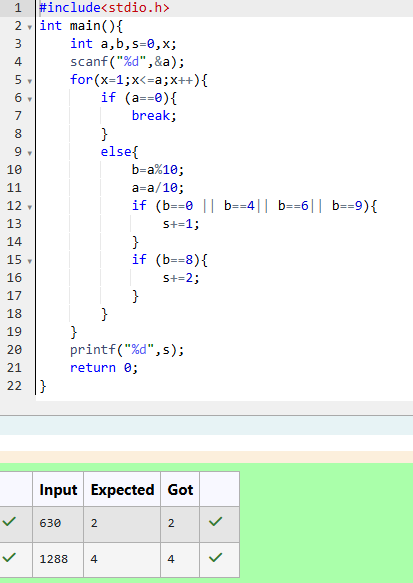 1 #include<stdio.h>
2 int main(){
3     int a,b,s=0,x;
4     scanf("%d",&a);
5     for(x=1;x<=a;x++){
6         if (a==0){
7             break;
8         }
9         else{
10             b=a%10;
11             a=a/10;
12             if (b==0 || b==4|| b==6|| b==9){
13                 s+=1;
14             }
15             if (b==8){
16                 s+=2;
17             }
18         }
19     }
20     printf("%d",s);
21     return 0;
22 }
Input Expected Got
630 2 2
1288 4 4